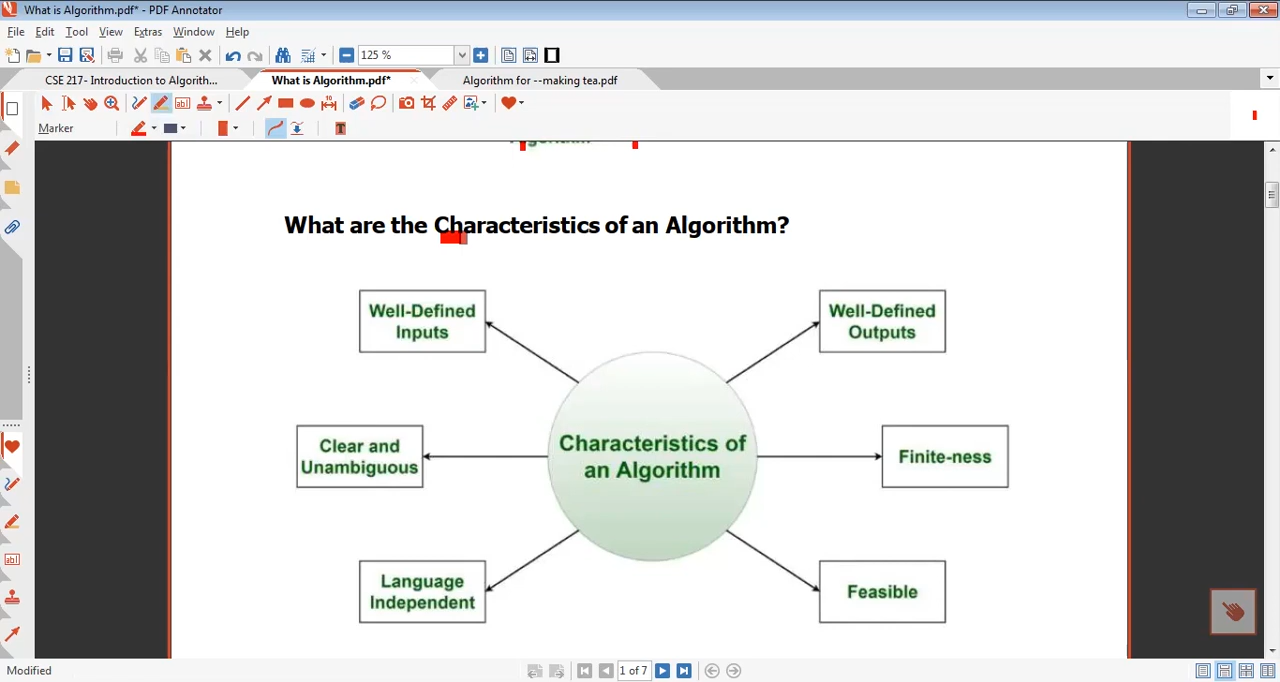 What is Algorithm.pdf* - PDF Annotator
File Edit Tool View Extras Window Help
125 %
CSE 217- Introduction to Algorith... What is Algorithm.pdf* Algorithm for --making tea.pdf
Marker
What are the Characteristics of an Algorithm?
Well-Defined
Inputs
Well-Defined
Outputs
Clear and
Unambiguous
Characteristics of
an Algorithm
Finite-ness
Language
Independent
Feasible
Modified
1 of 7